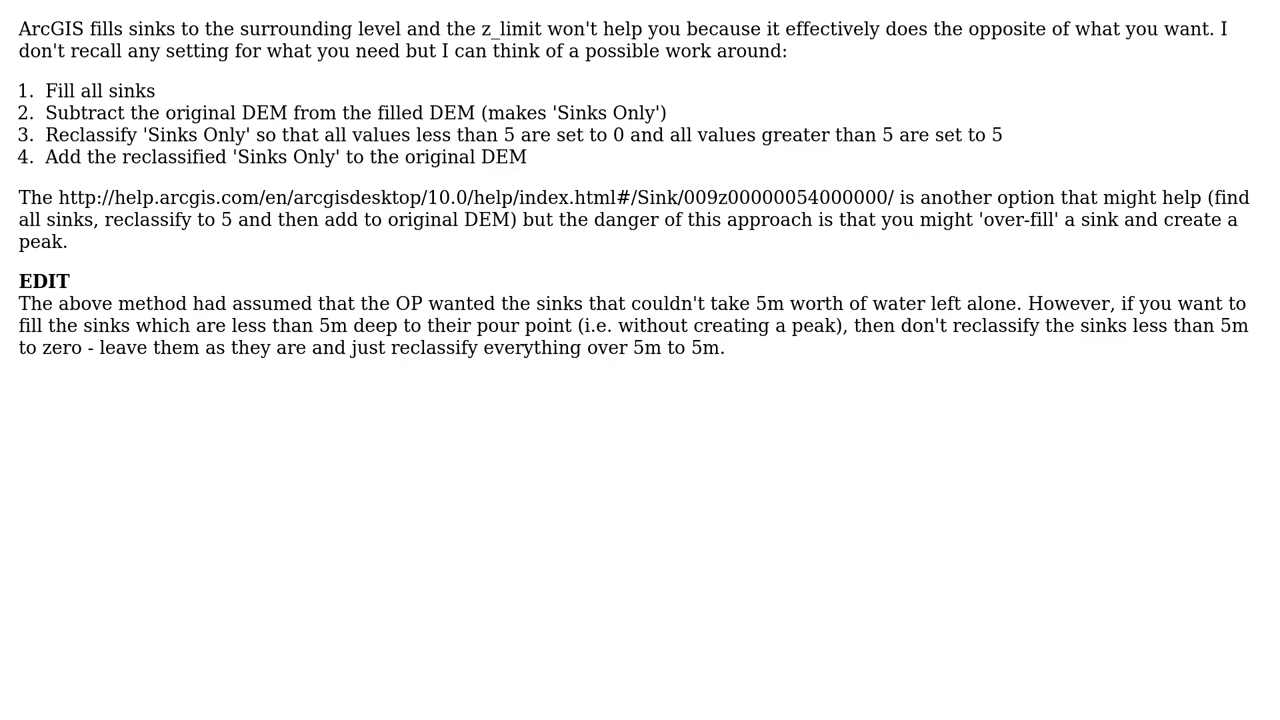 ArcGIS fills sinks to the surrounding level and the z_limit won't help you because it effectively does the opposite of what you want. I
don't recall any setting for what you need but I can think of a possible work around:
1. Fill all sinks
2. Subtract the original DEM from the filled DEM (makes 'Sinks Only')
3. Reclassify 'Sinks Only' so that all values less than 5 are set to 0 and all values greater than 5 are set to 5
4. Add the reclassified 'Sinks Only' to the original DEM
The http://help.arcgis.com/en/arcgisdesktop/10.0/help/index.html#/Sink/009z00000054000000/ is another option that might help (find
all sinks, reclassify to 5 and then add to original DEM) but the danger of this approach is that you might 'over-fill' a sink and create a
peak.
EDIT
The above method had assumed that the OP wanted the sinks that couldn't take 5m worth of water left alone. However, if you want to
fill the sinks which are less than 5m deep to their pour point (i.e. without creating a peak), then don't reclassify the sinks less than 5m
to zero - leave them as they are and just reclassify everything over 5m to 5m.